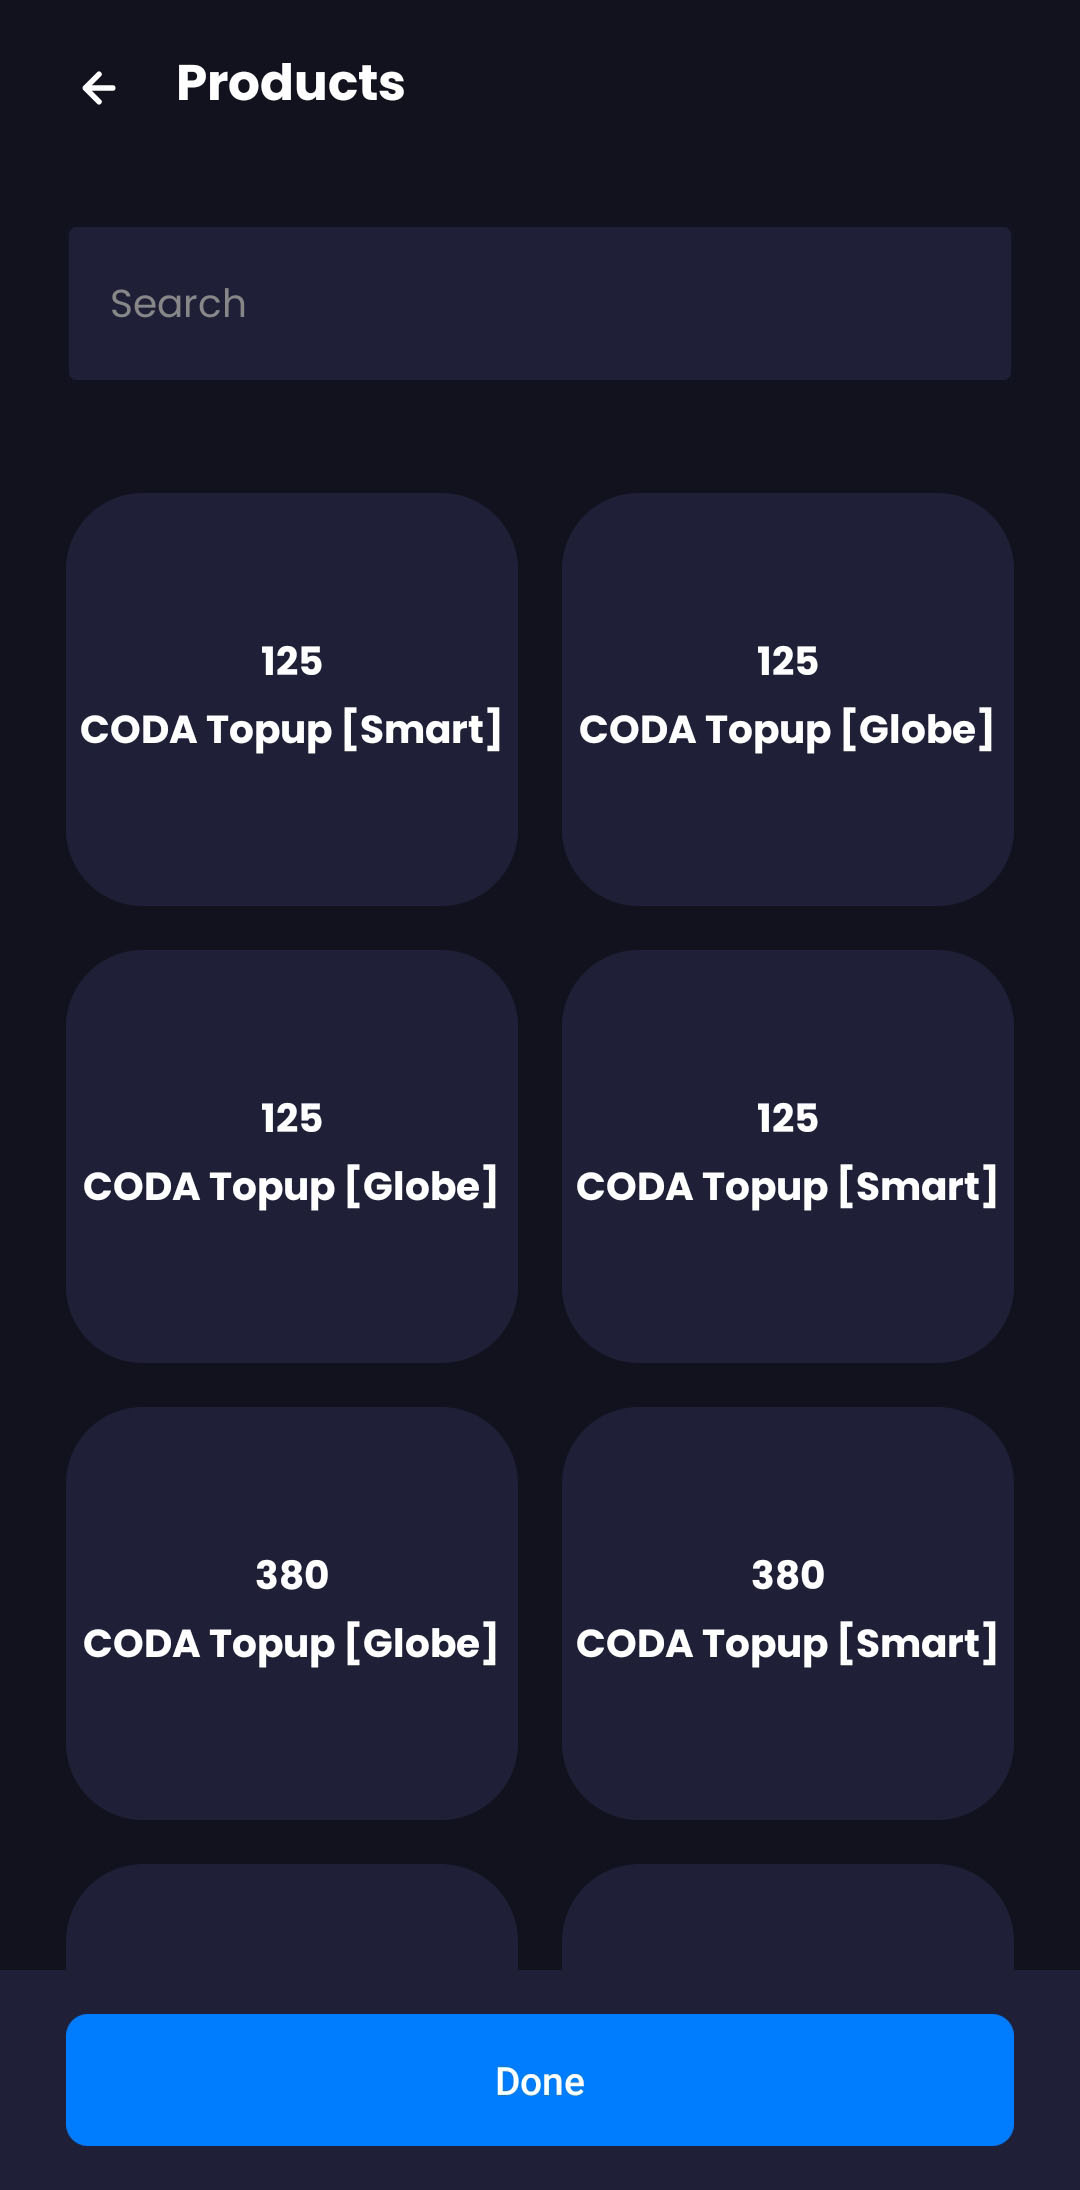 Products
Search
125
CODA Topup [Smart]
125
CODA Topup [Globe]
125
CODA Topup [Globe]
125
CODA Topup [Smart]
380
CODA Topup [Globe]
380
CODA Topup [Smart]
Done